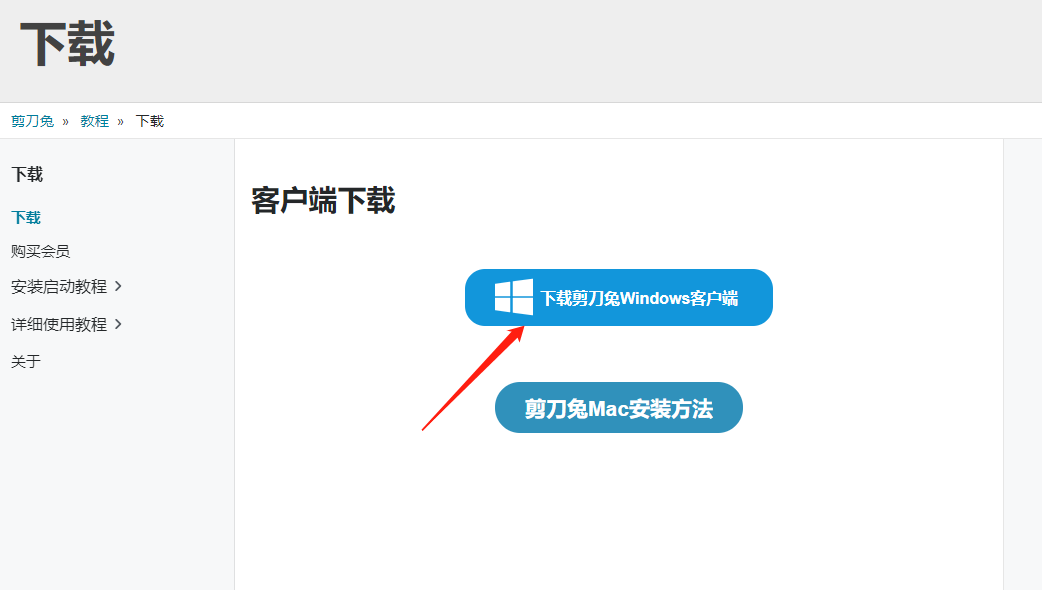 下载
剪刀兔 » 教程 » 下载
下载
下载
购买会员
安装启动教程
详细使用教程
关于
客户端下载
下载剪刀兔Windows客户端
剪刀兔Mac安装方法